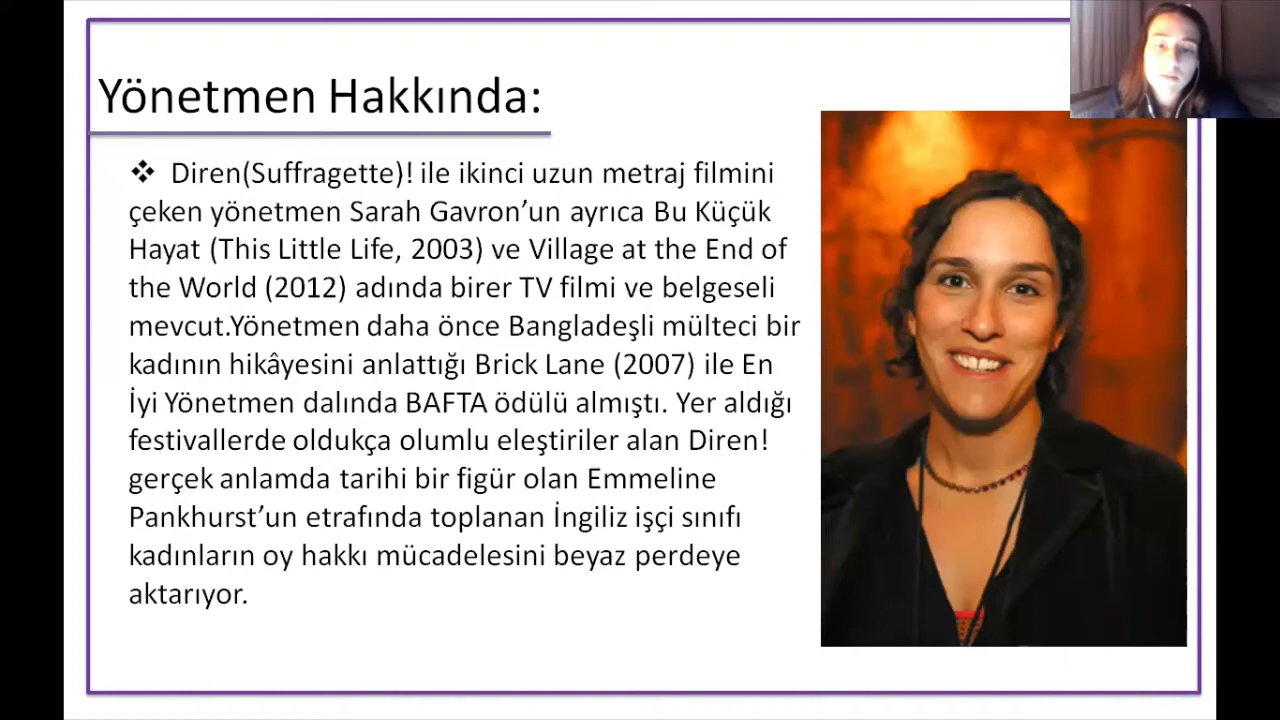 Yönetmen Hakkında:
❖ Diren(Suffragette)! ile ikinci uzun metraj filmini
çeken yönetmen Sarah Gavron’un ayrıca Bu Küçük
Hayat (This Little Life, 2003) ve Village at the End of
the World (2012) adında birer TV filmi ve belgeseli
mevcut.Yönetmen daha önce Bangladeşli mülteci bir
kadının hikâyesini anlattığı Brick Lane (2007) ile En
İyi Yönetmen dalında BAFTA ödülü almıştı. Yer aldığı
festivallerde oldukça olumlu eleştiriler alan Diren!
gerçek anlamda tarihi bir figür olan Emmeline
Pankhurst’un etrafında toplanan İngiliz işçi sınıfı
kadınların oy hakkı mücadelesini beyaz perdeye
aktarıyor.